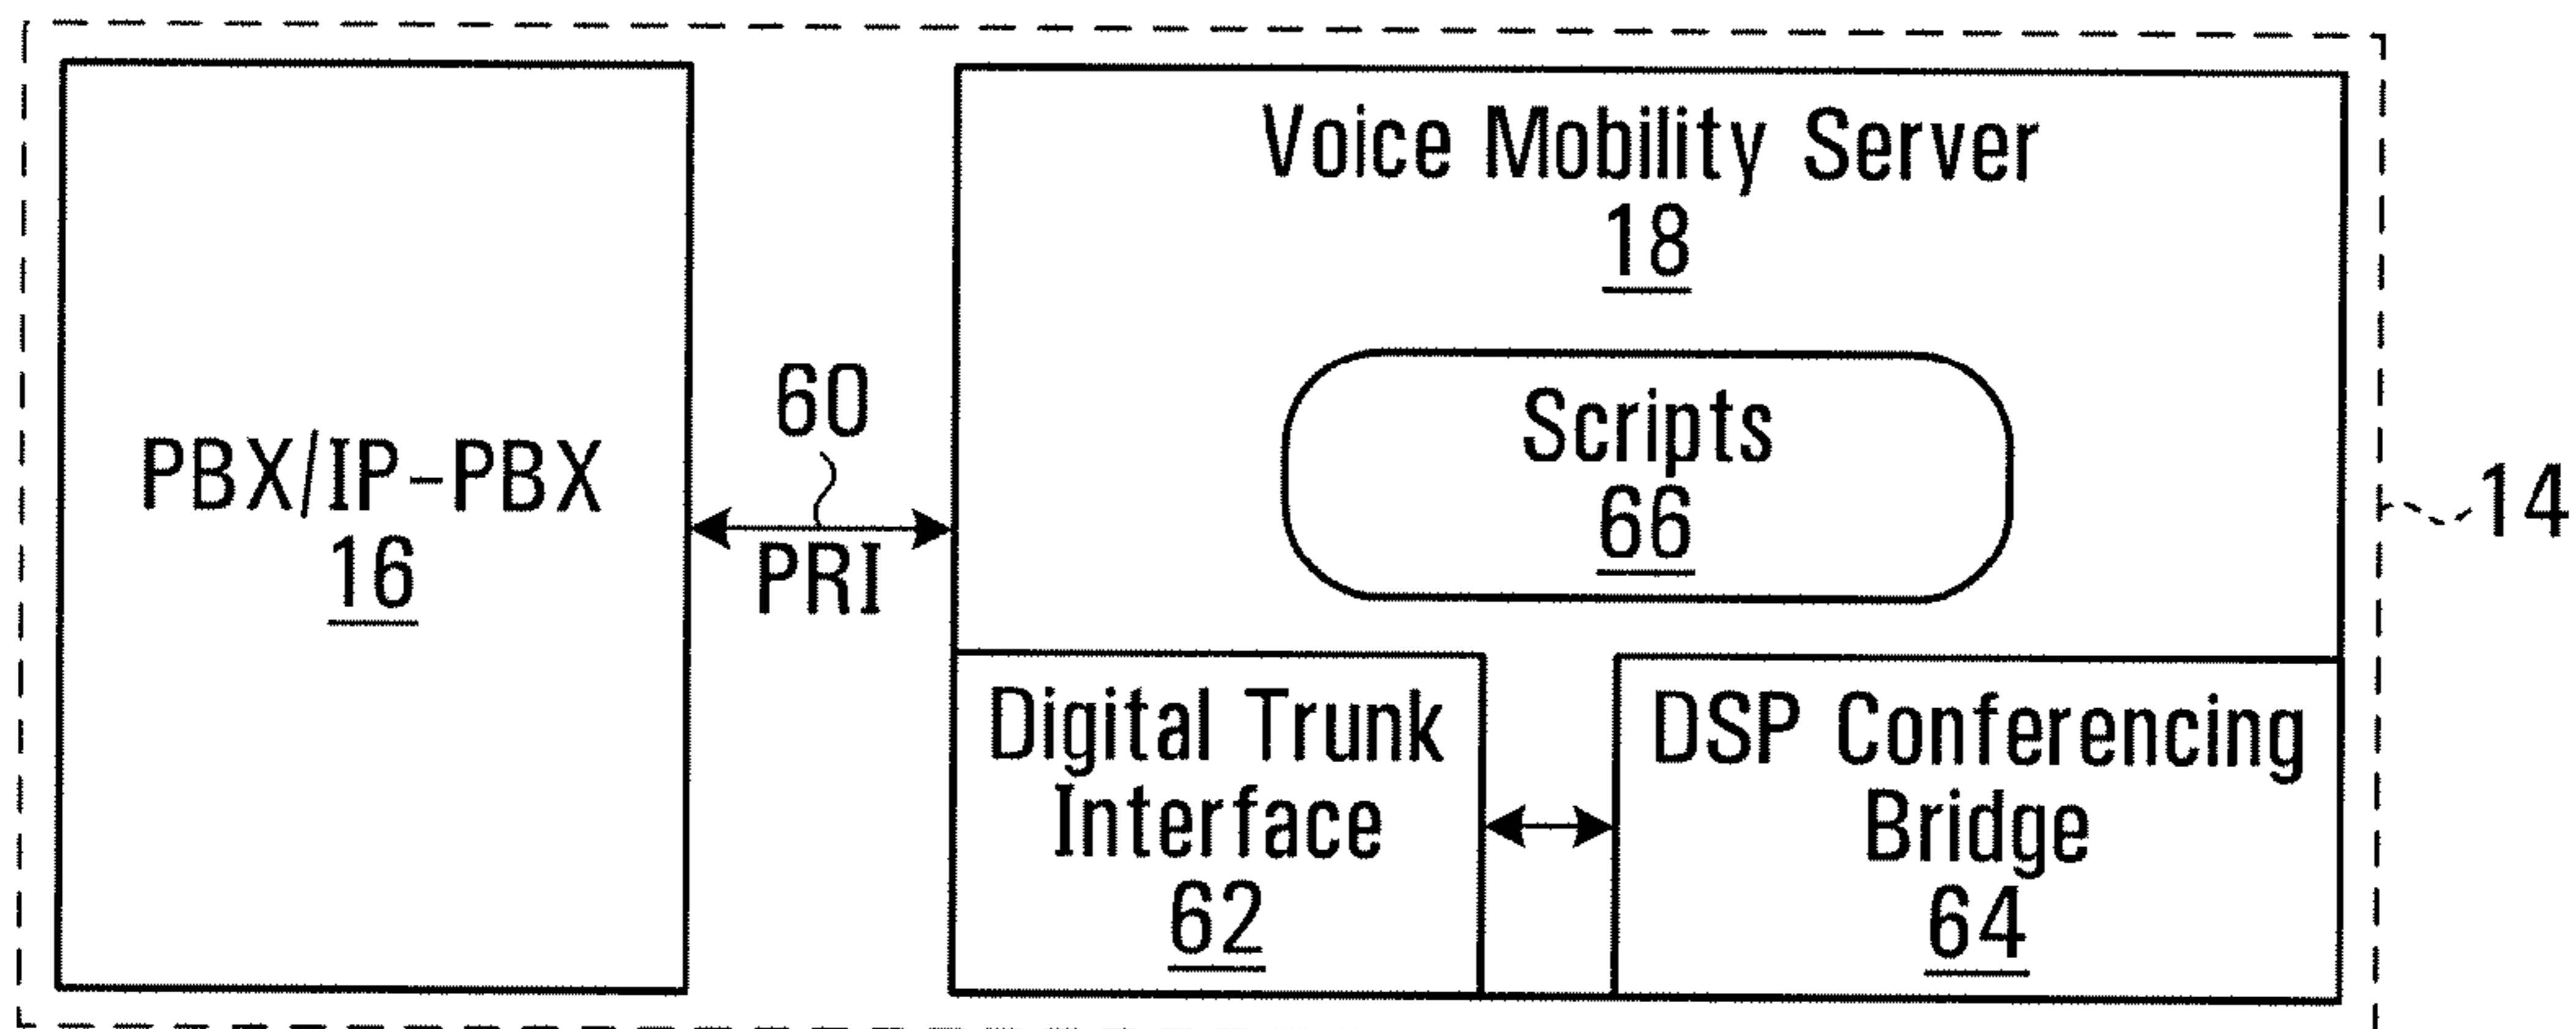 PBX/IP-PBX
16
60
PRI
Voice Mobility Server
18
Scripts
66
Digital Trunk
Interface
62
DSP Conferencing
Bridge
64
14